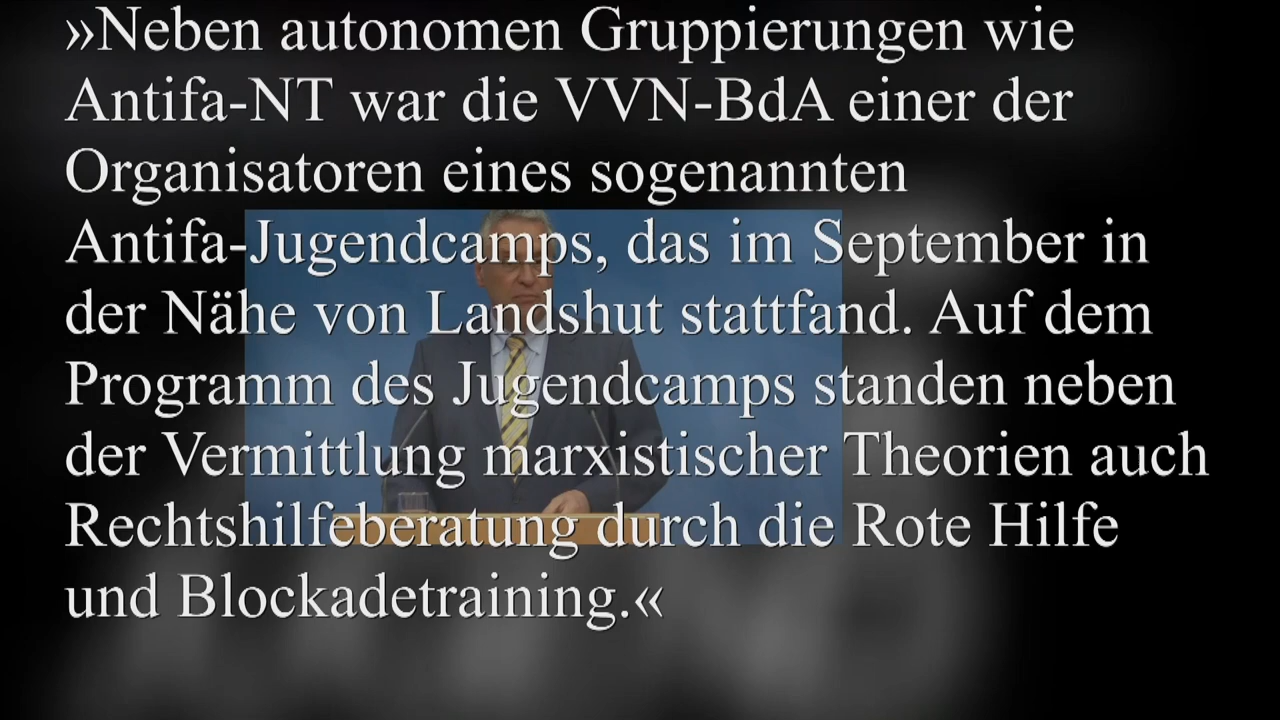 »Neben autonomen Gruppierungen wie
Antifa-NT war die VVN-BdA einer der
Organisatoren eines sogenannten
Antifa-Jugendcamps, das im September in
der Nähe von Landshut stattfand. Auf dem
Programm des Jugendcamps standen neben
der Vermittlung marxistischer Theorien auch
Rechtshilfeberatung durch die Rote Hilfe
und Blockadetraining.«